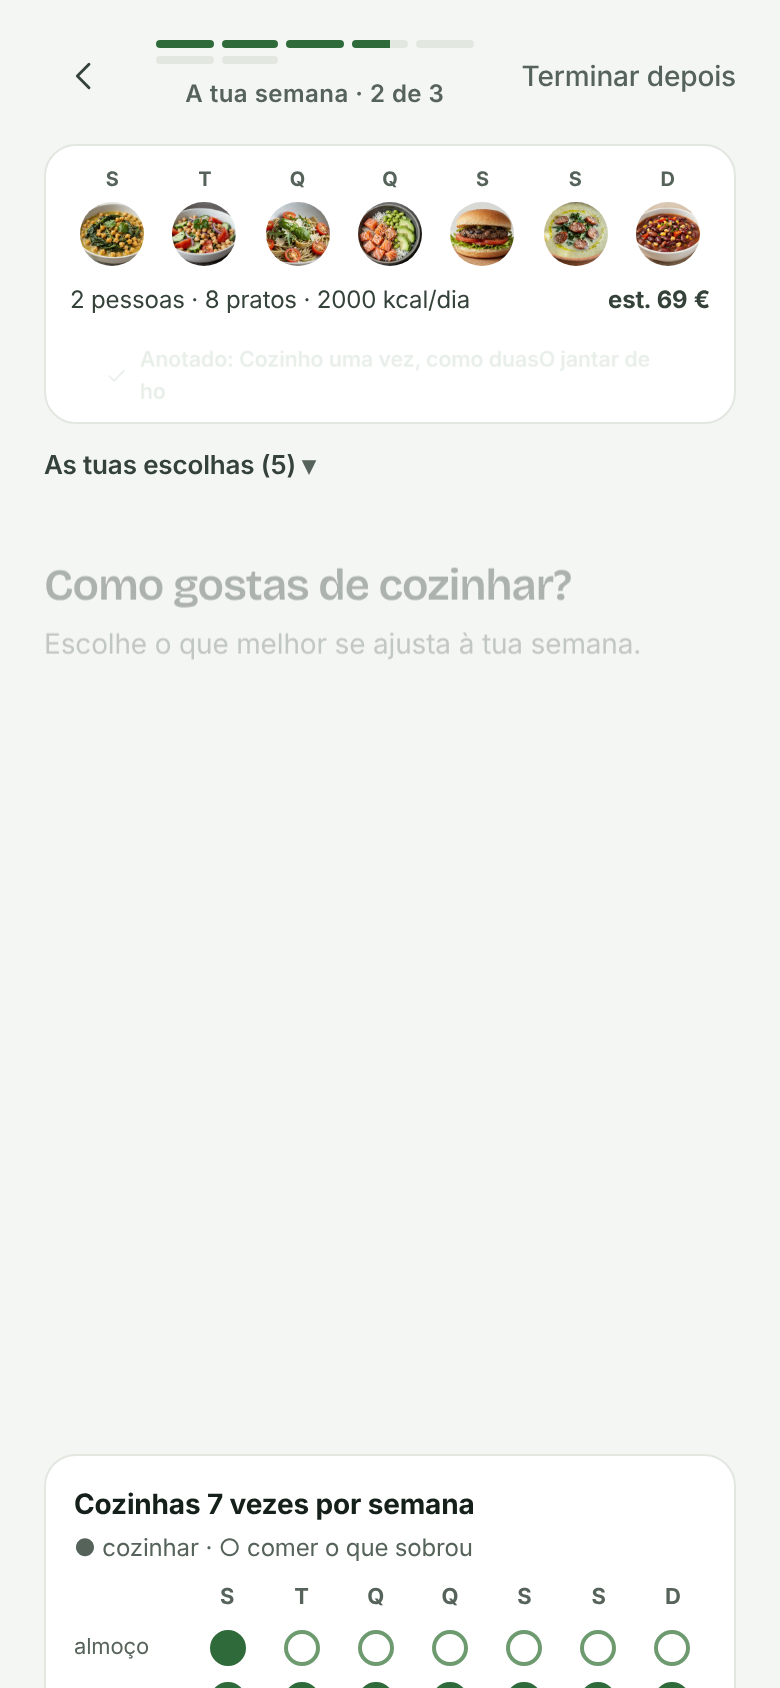 A tua semana · 2 de 3
Terminar depois
S T Q Q S S D
2 pessoas · 8 pratos · 2000 kcal/dia
est. 69 €
Anotado: Cozinho uma vez, como duasO jantar de
ho
As tuas escolhas (5) ▾
Como gostas de cozinhar?
Escolhe o que melhor se ajusta à tua semana.
Cozinhas 7 vezes por semana
● cozinhar · ○ comer o que sobrou
S T Q Q S S D
almoço